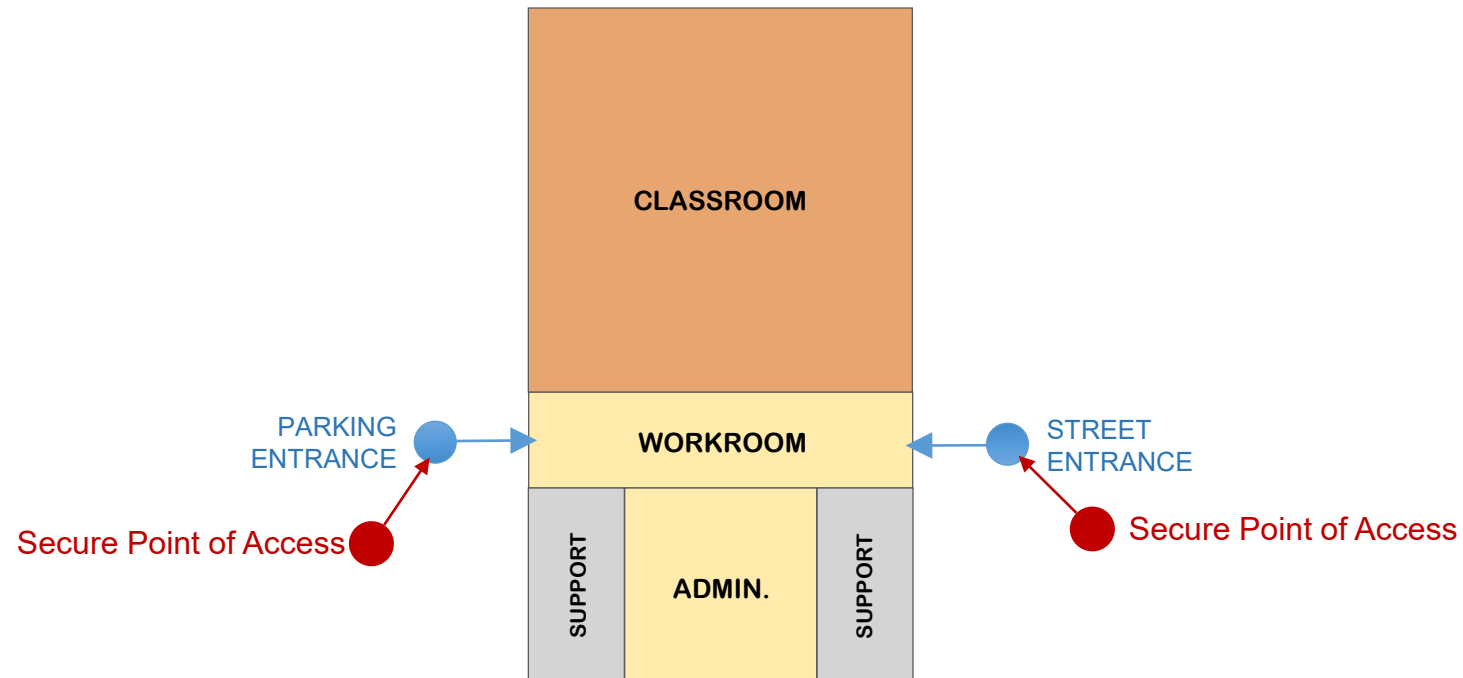 CLASSROOM
PARKING
ENTRANCE
WORKROOM
STREET
ENTRANCE
Secure Point of Access
Secure Point of Access
SUPPORT
ADMIN.
SUPPORT